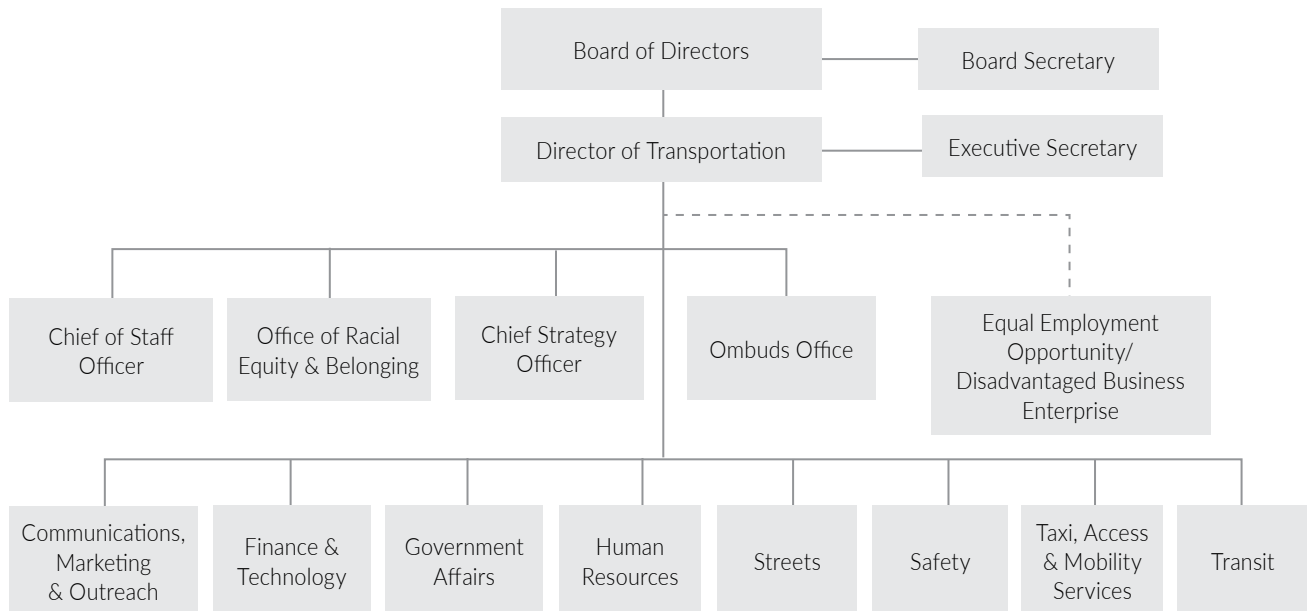 Board of Directors
Board Secretary
Director of Transportation
Executive Secretary
Chief of Staff
Officer
Office of Racial
Equity & Belonging
Chief Strategy
Officer
Ombuds Office
Equal Employment
Opportunity/
Disadvantaged Business
Enterprise
Communications,
Marketing
& Outreach
Finance &
Technology
Government
Affairs
Human
Resources
Streets
Safety
Taxi, Access
& Mobility
Services
Transit